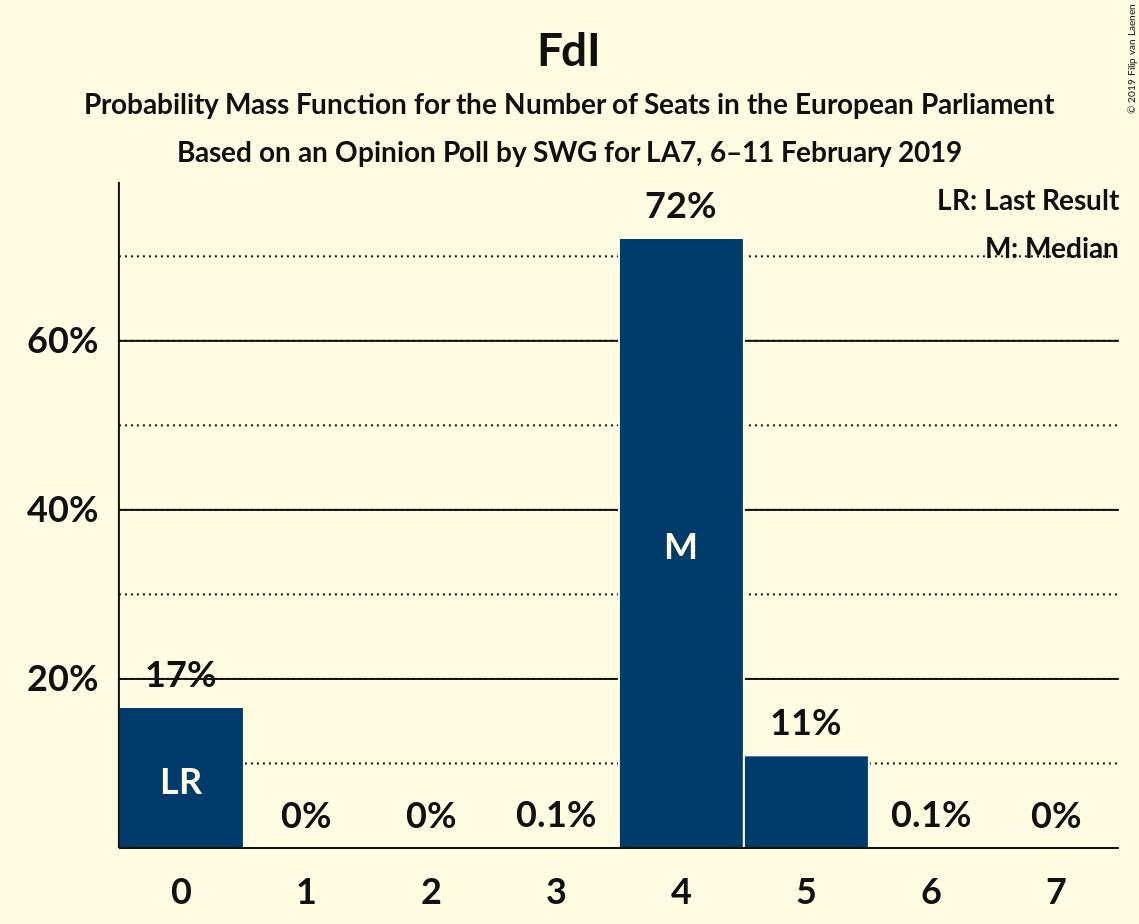 FdI
Probability Mass Function for the Number of Seats in the European Parliament
Based on an Opinion Poll by SWG for LA7, 6–11 February 2019
© 2019 Filip van Laenen
LR: Last Result
M: Median
72%
60%
40%
20%
17%
11%
M
LR
0%
0%
0.1%
0.1%
0%
0
1
2
3
4
5
6
7